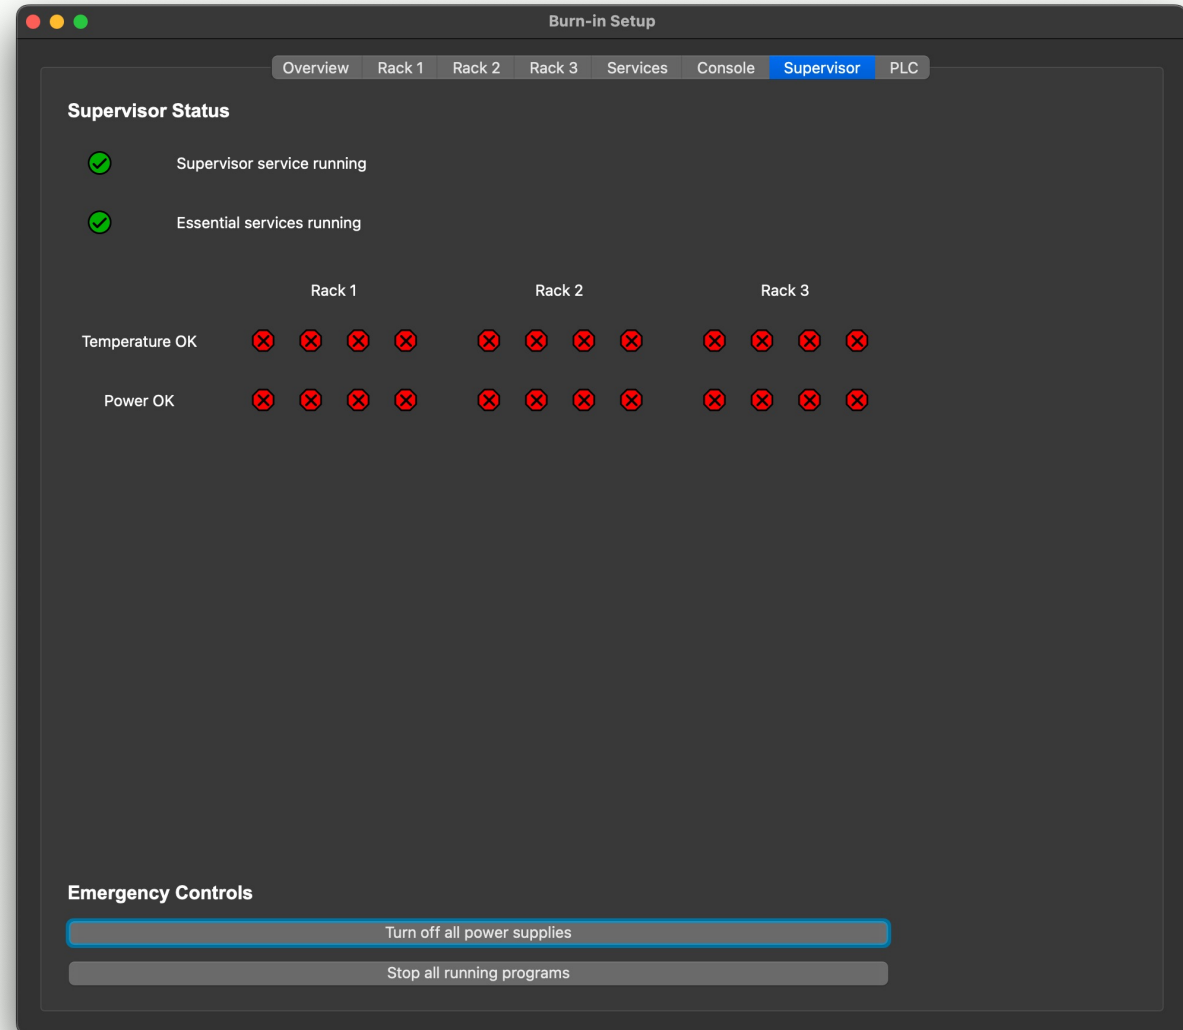 Burn-in Setup
Overview Rack 1 Rack 2 Rack 3 Services Console Supervisor PLC
Supervisor Status
Supervisor service running
Essential services running
Rack 1 Rack 2 Rack 3
Temperature OK
Power OK
Emergency Controls
Turn off all power supplies
Stop all running programs